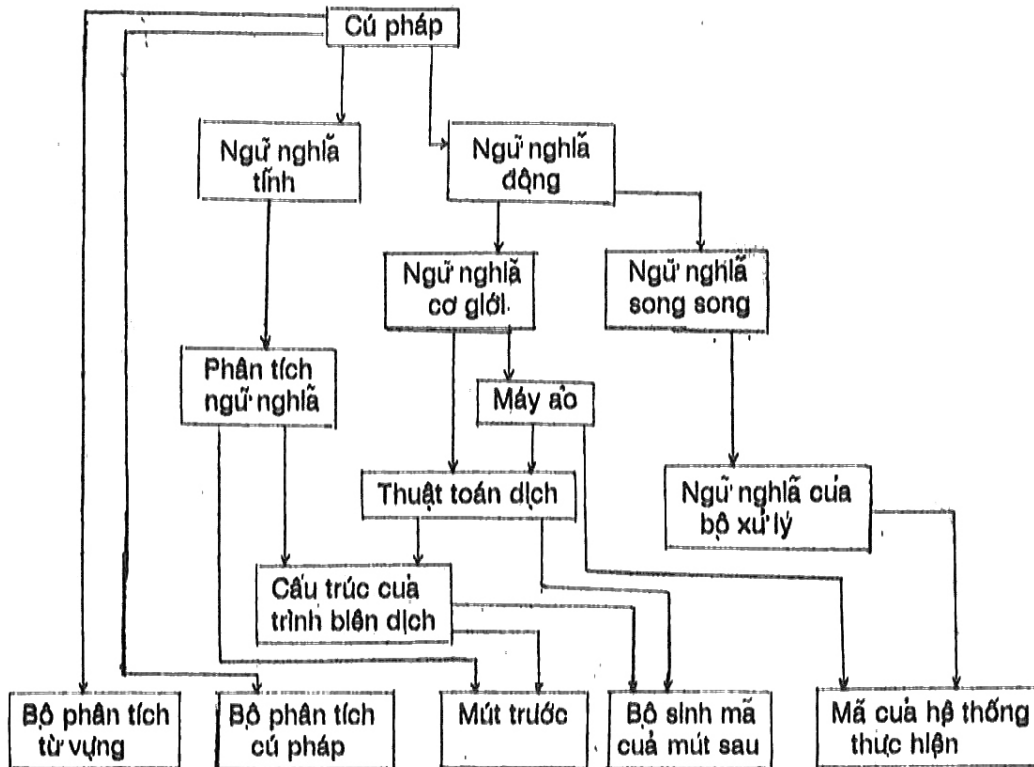 Cú pháp
Ngữ nghĩa
tĩnh
Ngữ nghĩa
động
Ngữ nghĩa
cơ giới
Ngữ nghĩa
song song
Phân tích
ngữ nghĩa
Máy ảo
Thuật toán dịch
Ngữ nghĩa của
bộ xử lý
Cấu trúc của
trình biên dịch
Bộ phân tích
từ vựng
Bộ phân tích
cú pháp
Mút trước
Bộ sinh mã
cuả mút sau
Mã cuả hệ thống
thực hiện